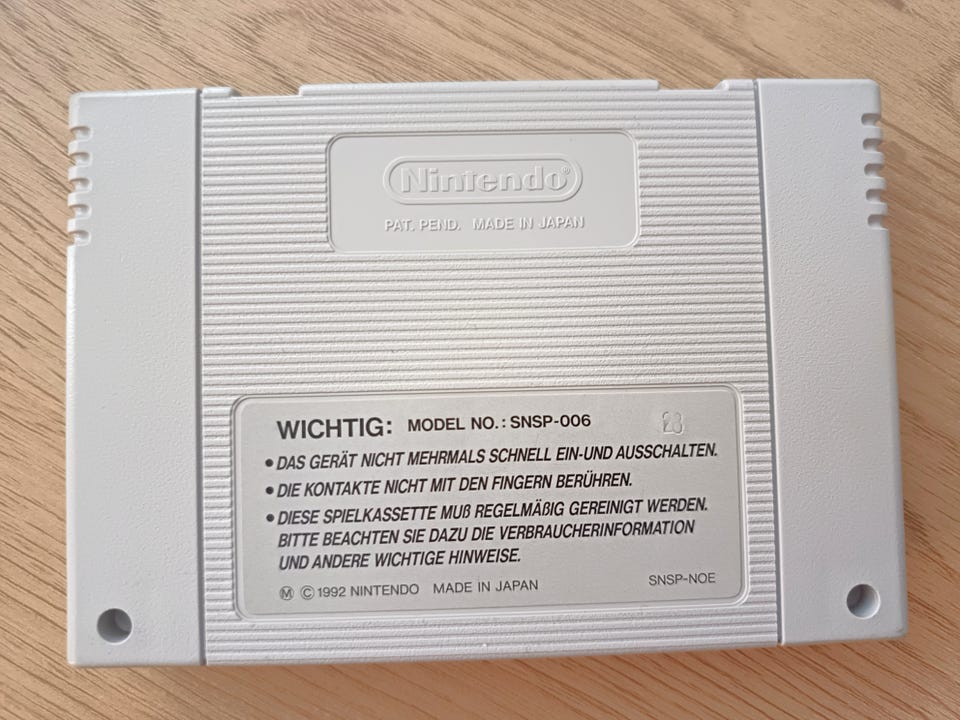 Nintendo®
PAT. PEND. MADE IN JAPAN
WICHTIG: MODEL NO.: SNSP-006
23
• DAS GERÄT NICHT MEHRMALS SCHNELL EIN-UND AUSSCHALTEN.
• DIE KONTAKTE NICHT MIT DEN FINGERN BERÜHREN.
• DIESE SPIELKASSETTE MUß REGELMÄßIG GEREINIGT WERDEN.
BITTE BEACHTEN SIE DAZU DIE VERBRAUCHERINFORMATION
UND ANDERE WICHTIGE HINWEISE.
Ⓜ © 1992 NINTENDO MADE IN JAPAN
SNSP-NOE